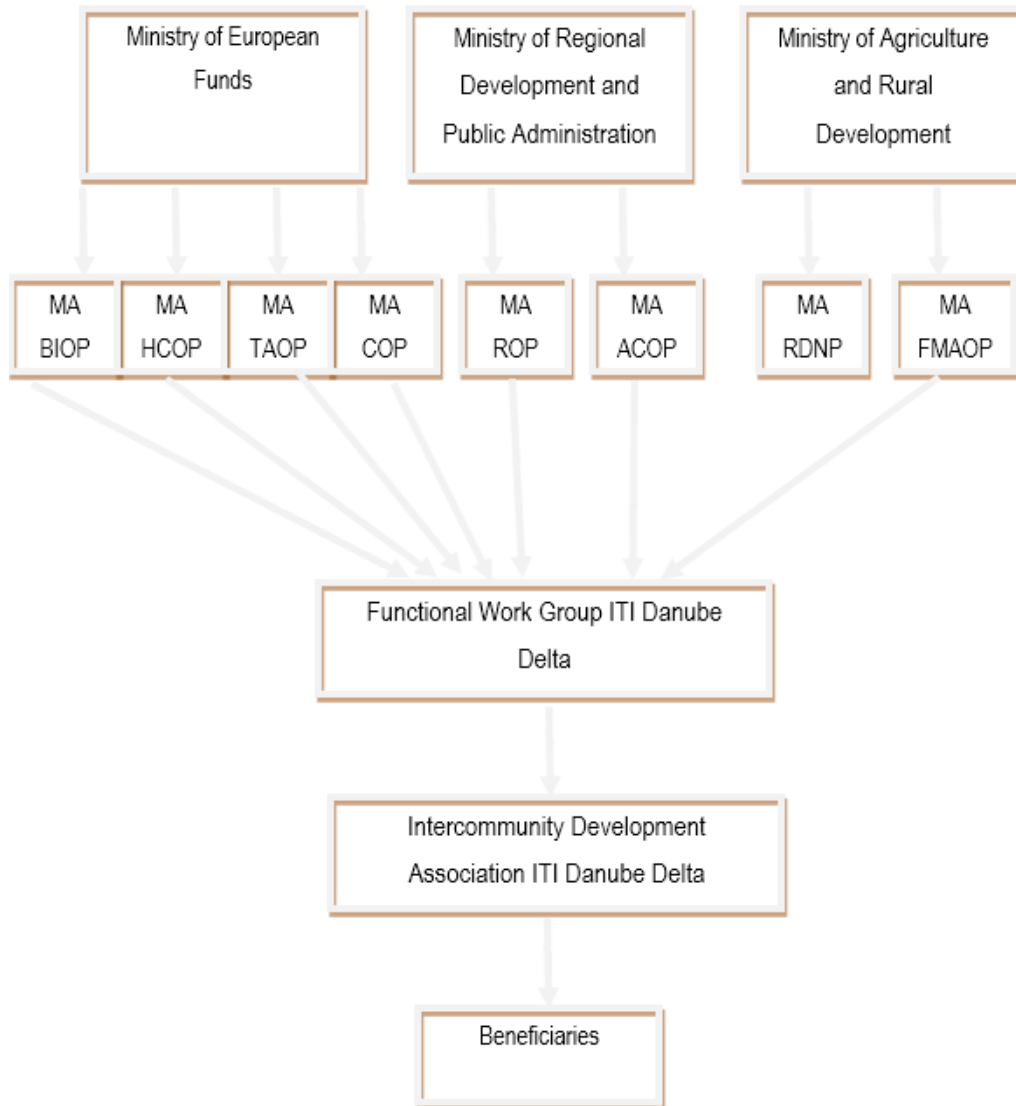 Ministry of European
Funds
Ministry of Regional
Development and
Public Administration
Ministry of Agriculture
and Rural
Development
MA
BIOP
MA
HCOP
MA
TAOP
MA
COP
MA
ROP
MA
ACOP
MA
RDNP
MA
FMAOP
Functional Work Group ITI Danube
Delta
Intercommunity Development
Association ITI Danube Delta
Beneficiaries